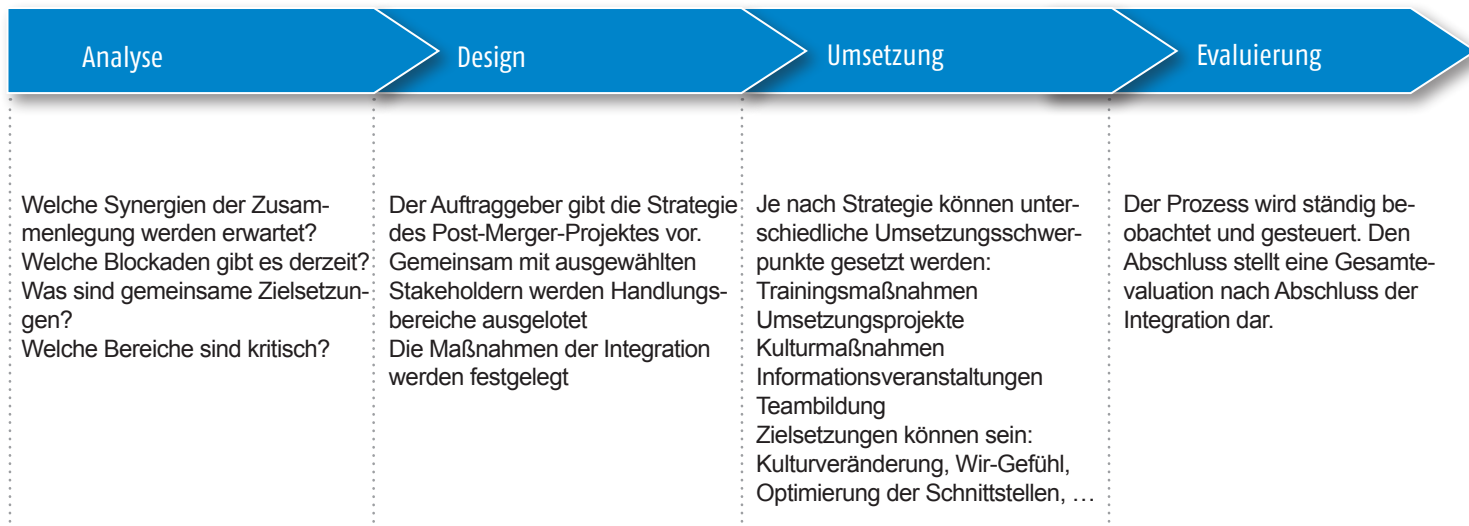 Analyse
Design
Umsetzung
Evaluierung
Welche Synergien der Zusam-
menlegung werden erwartet?
Welche Blockaden gibt es derzeit?
Was sind gemeinsame Zielsetzun-
gen?
Welche Bereiche sind kritisch?
Der Auftraggeber gibt die Strategie
des Post-Merger-Projektes vor.
Gemeinsam mit ausgewählten
Stakeholdern werden Handlungs-
bereiche ausgelotet
Die Maßnahmen der Integration
werden festgelegt
Je nach Strategie können unter-
schiedliche Umsetzungsschwer-
punkte gesetzt werden:
Trainingsmaßnahmen
Umsetzungsprojekte
Kulturmaßnahmen
Informationsveranstaltungen
Teambildung
Zielsetzungen können sein:
Kulturveränderung, Wir-Gefühl,
Optimierung der Schnittstellen, …
Der Prozess wird ständig be-
obachtet und gesteuert. Den
Abschluss stellt eine Gesamte-
valuation nach Abschluss der
Integration dar.